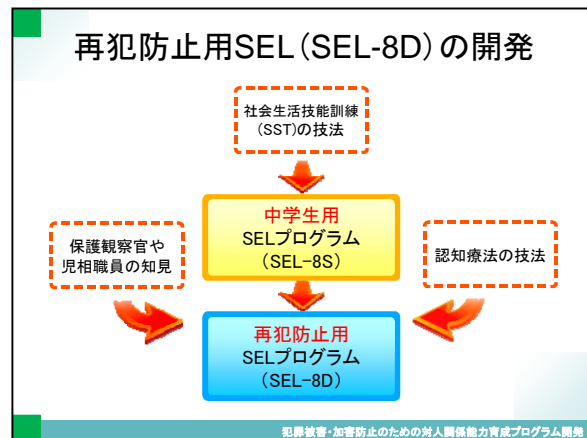 再犯防止用SEL(SEL-8D)の開発
社会生活技能訓練
(SST)の技法
中学生用
SELプログラム
(SEL-8S)
保護観察官や
児相職員の知見
認知療法の技法
再犯防止用
SELプログラム
(SEL-8D)
犯罪被害・加害防止のための対人関係能力育成プログラム開発